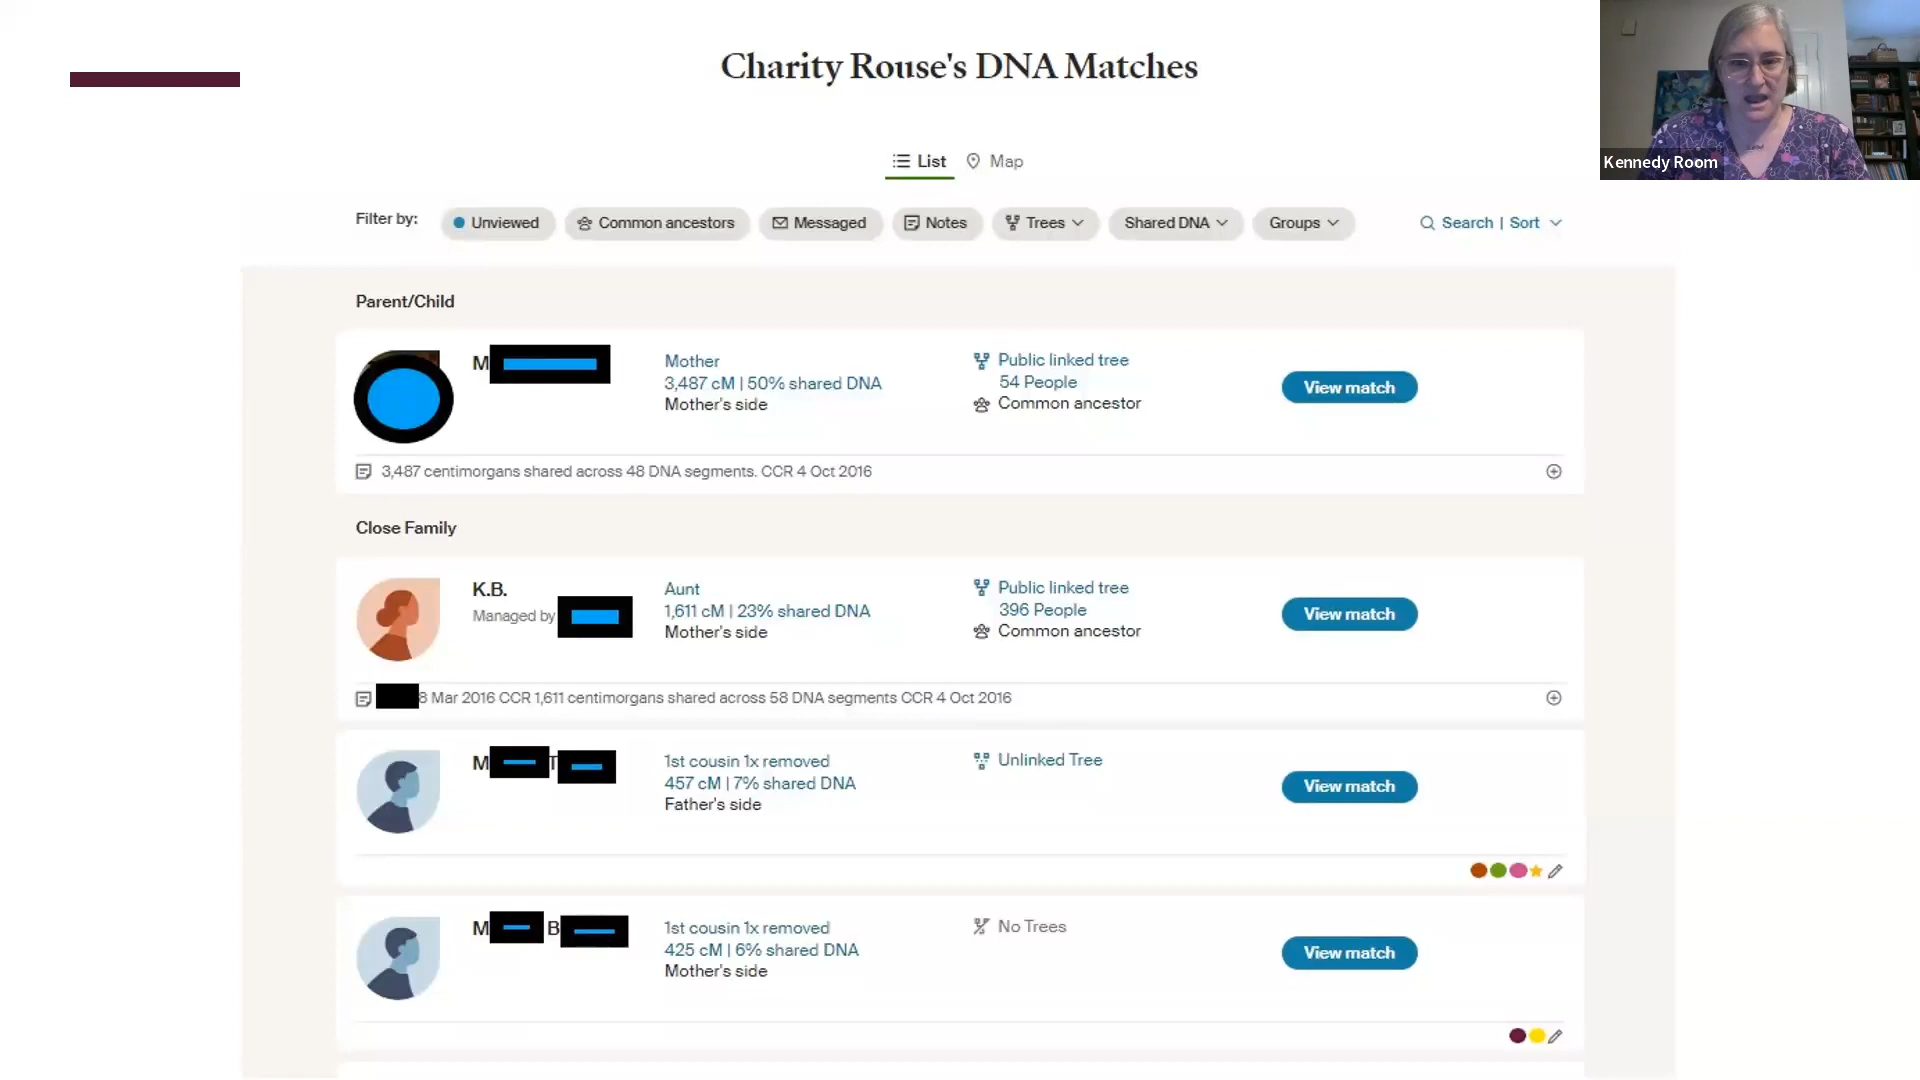 Charity Rouse's DNA Matches
Kennedy Room
List Map
Filter by: Unviewed Common ancestors Messaged Notes Trees Shared DNA Groups Search | Sort
Parent/Child
M
Mother
3,487 cM | 50% shared DNA
Mother's side
Public linked tree
54 People
Common ancestor
View match
3,487 centimorgans shared across 48 DNA segments. CCR 4 Oct 2016
Close Family
K.B.
Managed by
Aunt
1,611 cM | 23% shared DNA
Mother's side
Public linked tree
396 People
Common ancestor
View match
8 Mar 2016 CCR 1,611 centimorgans shared across 58 DNA segments CCR 4 Oct 2016
M T
1st cousin 1x removed
457 cM | 7% shared DNA
Father's side
Unlinked Tree
View match
M B
1st cousin 1x removed
425 cM | 6% shared DNA
Mother's side
No Trees
View match